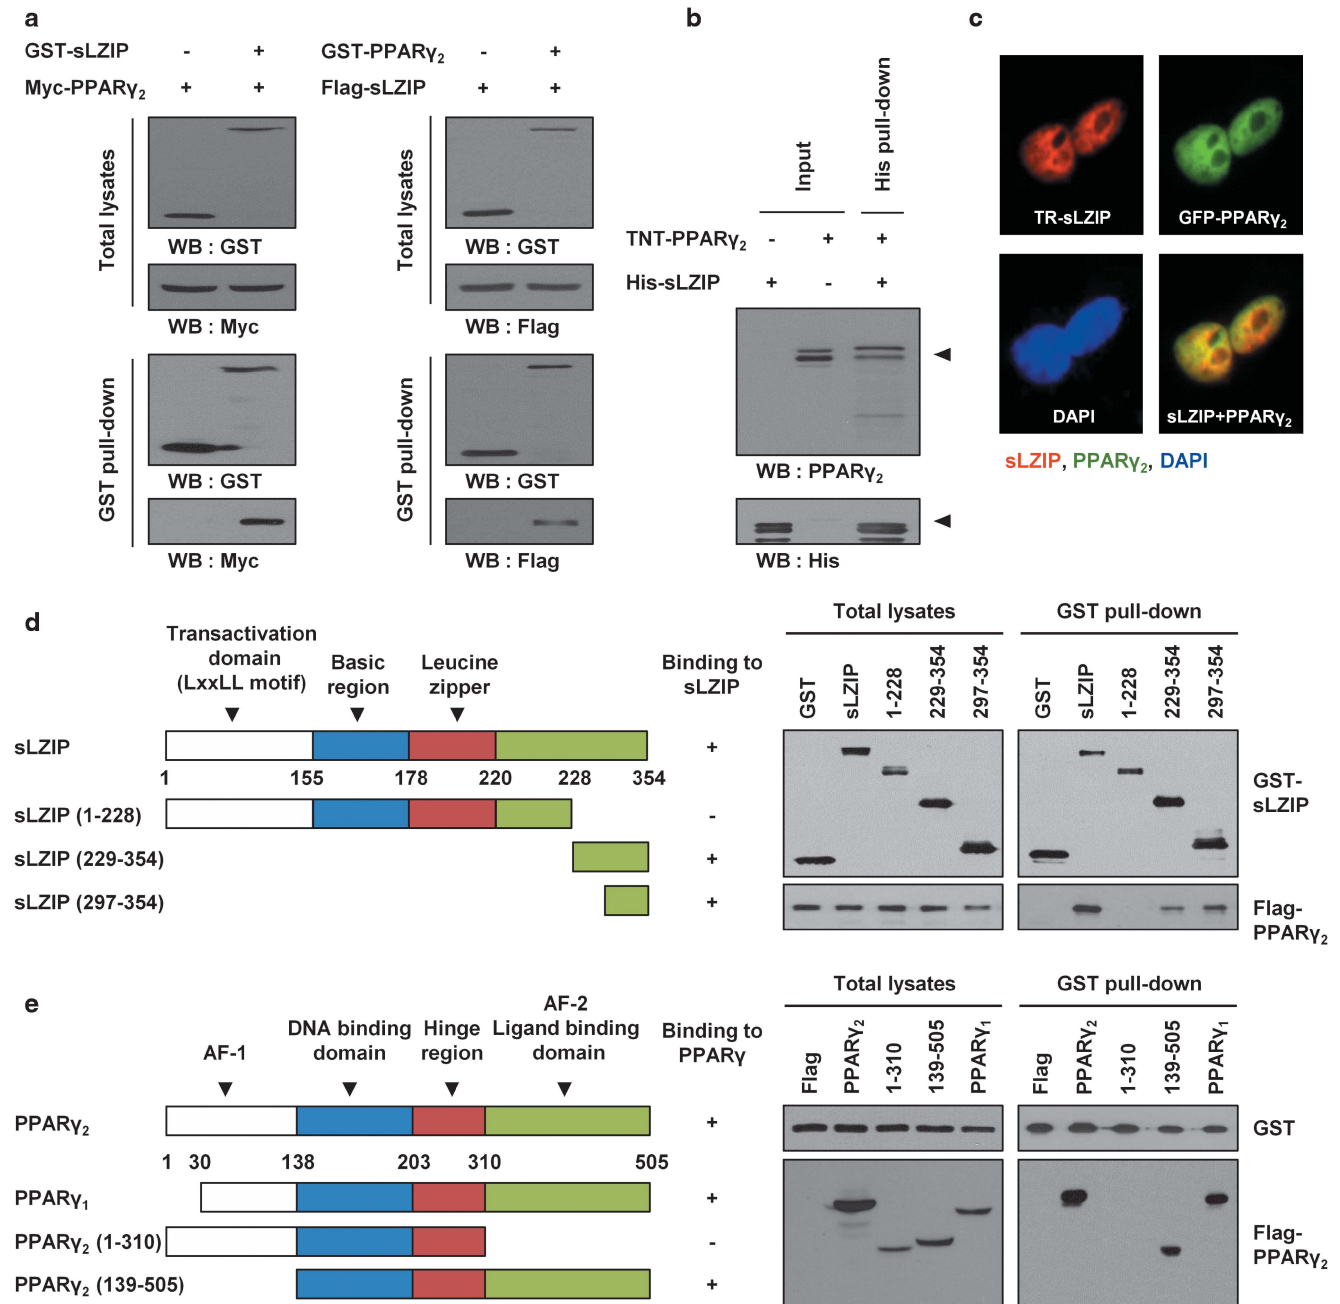 a
GST-sLZIP - +
Myc-PPARγ2 + +
Total lysates
WB : GST
WB : Myc
GST pull-down
WB : GST
WB : Myc
GST-PPARγ2 - +
Flag-sLZIP + +
Total lysates
WB : GST
WB : Flag
GST pull-down
WB : GST
WB : Flag
b
Input
His pull-down
TNT-PPARγ2 - + +
His-sLZIP + - +
WB : PPARγ2
WB : His
c
TR-sLZIP
GFP-PPARγ2
DAPI
sLZIP+PPARγ2
sLZIP, PPARγ2, DAPI
d
Transactivation
domain
(LxxLL motif)
Basic
region
Leucine
zipper
Binding to
sLZIP
sLZIP +
1 155 178 220 228 354
sLZIP (1-228) -
sLZIP (229-354) +
sLZIP (297-354) +
Total lysates
GST
sLZIP
1-228
229-354
297-354
GST pull-down
GST
sLZIP
1-228
229-354
297-354
GST-
sLZIP
Flag-
PPARγ2
e
AF-1
DNA binding
domain
Hinge
region
AF-2
Ligand binding
domain
Binding to
PPARγ
PPARγ2 +
1 30 138 203 310 505
PPARγ1 +
PPARγ2 (1-310) -
PPARγ2 (139-505) +
Total lysates
Flag
PPARγ2
1-310
139-505
PPARγ1
GST pull-down
Flag
PPARγ2
1-310
139-505
PPARγ1
GST
Flag-
PPARγ2